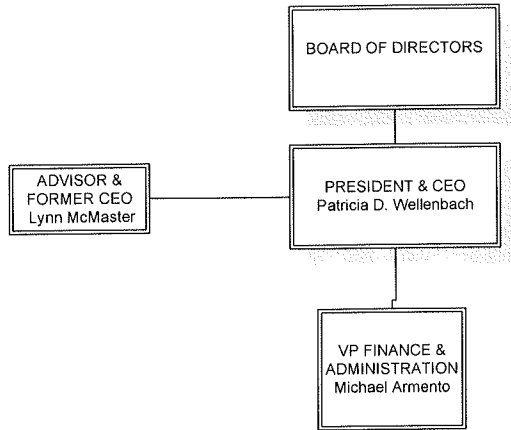 BOARD OF DIRECTORS
ADVISOR &
FORMER CEO
Lynn McMaster
PRESIDENT & CEO
Patricia D. Wellenbach
VP FINANCE &
ADMINISTRATION
Michael Armento